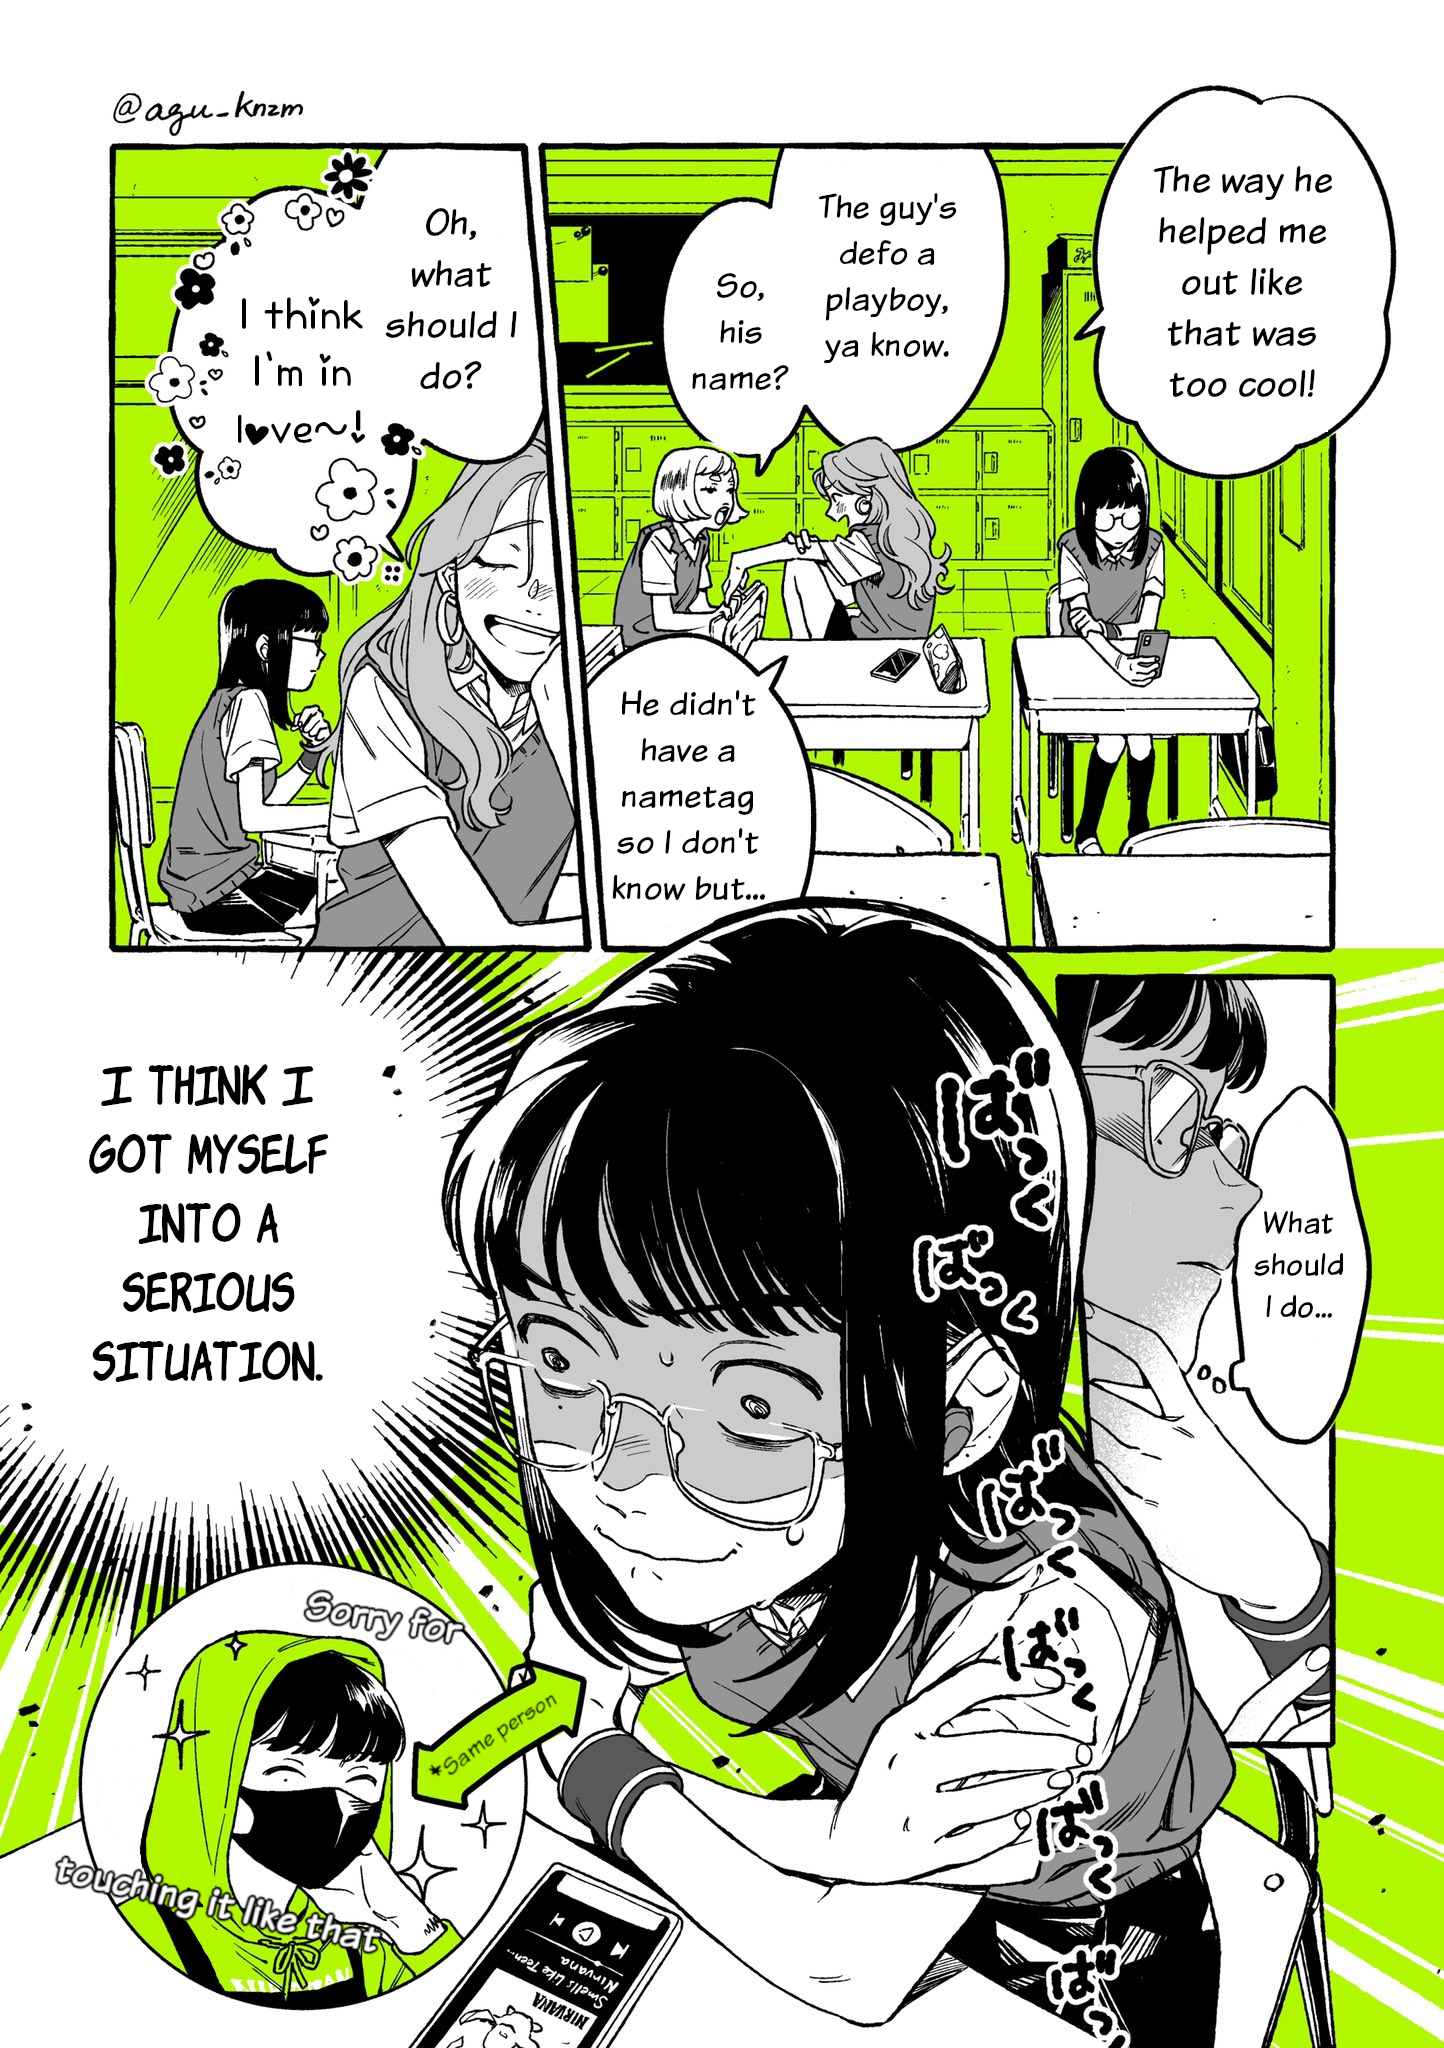 @agu_knzm
The way he
helped me
out like
that was
too cool!
The guy's
defo a
playboy,
ya know.
So,
his
name?
He didn't
have a
nametag
so I don't
know but...
Oh,
what
should I
do?
I think
I'm in
love~!
What
should
I do...
I THINK I
GOT MYSELF
INTO A
SERIOUS
SITUATION.
ばっく
ばっく
ばっく
ばっく
ばっく
ばっ
Sorry for
touching it like that
*Same person
Smells Like Teen...
Nirvana
NIRVANA